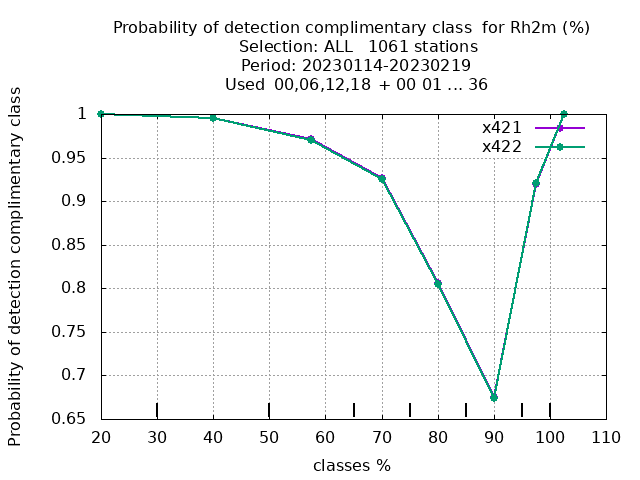 Probability of detection complimentary class  for Rh2m (%)
Selection: ALL   1061 stations
Period: 20230114-20230219
Used  00,06,12,18 + 00 01 ... 36
Probability of detection complimentary class
1
0.95
0.9
0.85
0.8
0.75
0.7
0.65
x421
x422
20 30 40 50 60 70 80 90 100 110
classes %